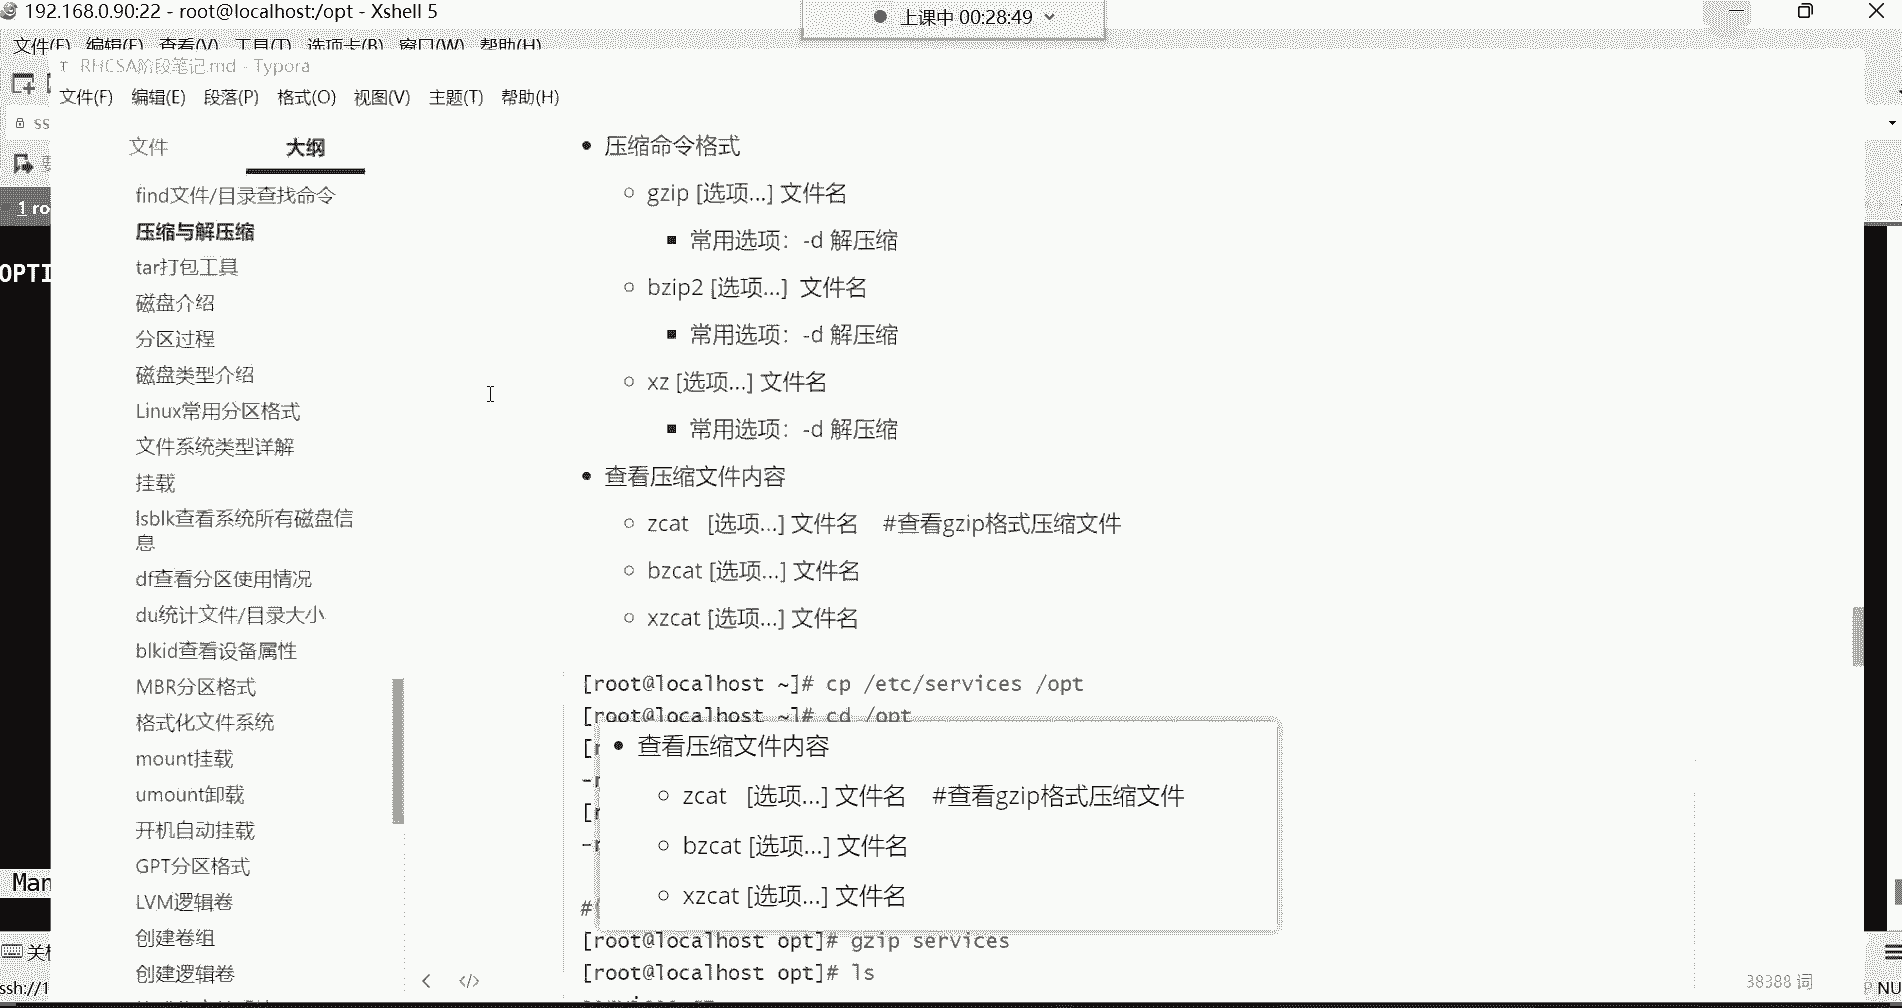 192.168.0.90:22 - root@localhost:/opt - Xshell 5
上课中 00:28:49
文件(F) 编辑(E) 查看(V) 工具(T) 选项卡(B) 窗口(W) 帮助(H)
RHCSA阶段笔记.md - Typora
文件(F) 编辑(E) 段落(P) 格式(O) 视图(V) 主题(T) 帮助(H)
文件 大纲
find文件/目录查找命令
压缩与解压缩
tar打包工具
磁盘介绍
分区过程
磁盘类型介绍
Linux常用分区格式
文件系统类型详解
挂载
lsblk查看系统所有磁盘信
息
df查看分区使用情况
du统计文件/目录大小
blkid查看设备属性
MBR分区格式
格式化文件系统
mount挂载
umount卸载
开机自动挂载
GPT分区格式
LVM逻辑卷
创建卷组
创建逻辑卷
压缩命令格式
gzip [选项...] 文件名
常用选项：-d 解压缩
bzip2 [选项...] 文件名
常用选项：-d 解压缩
xz [选项...] 文件名
常用选项：-d 解压缩
查看压缩文件内容
zcat [选项...] 文件名 #查看gzip格式压缩文件
bzcat [选项...] 文件名
xzcat [选项...] 文件名
[root@localhost ~]# cp /etc/services /opt
[root@localhost ~]# cd /opt
查看压缩文件内容
zcat [选项...] 文件名 #查看gzip格式压缩文件
bzcat [选项...] 文件名
xzcat [选项...] 文件名
[root@localhost opt]# gzip services
[root@localhost opt]# ls
38388 词
1 ro
OPTI
Man
ssh://1
NU